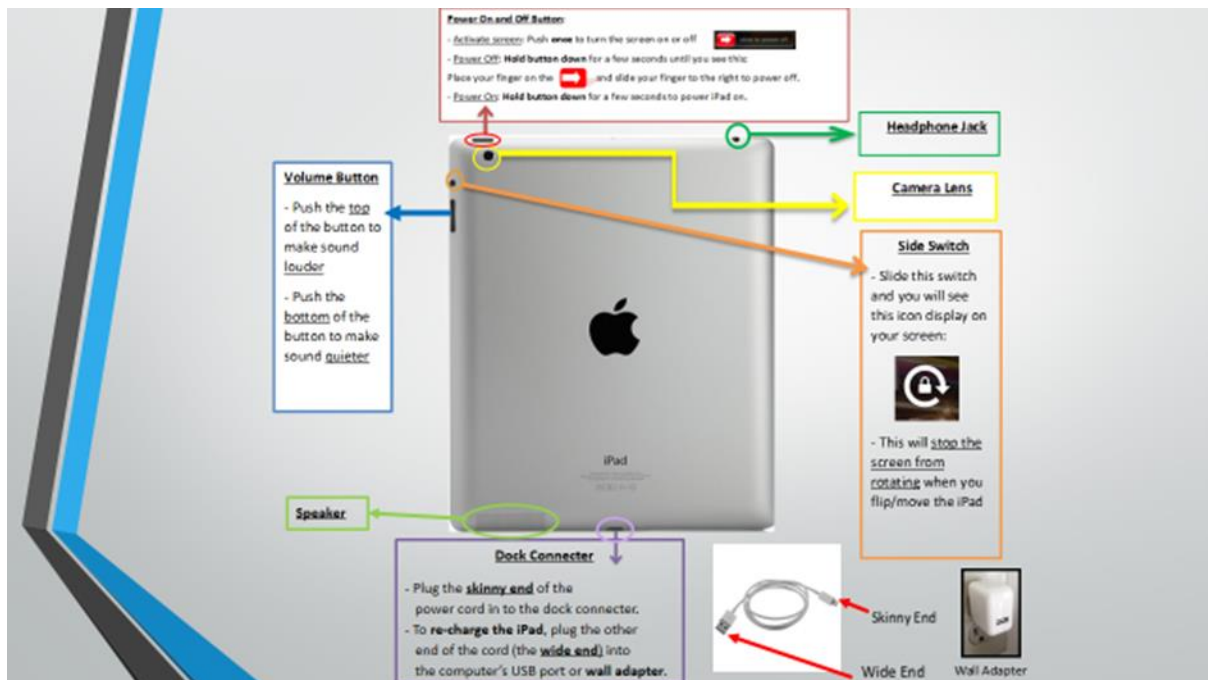 Power On and Off Button:
- Activate screen: Push once to turn the screen on or off
- Power Off: Hold button down for a few seconds until you see this:
Place your finger on the and slide your finger to the right to power off.
- Power On: Hold button down for a few seconds to power iPad on.
Headphone Jack
Camera Lens
Volume Button
- Push the top
of the button to
make sound
louder
- Push the
bottom of the
button to make
sound quieter
Side Switch
- Slide this switch
and you will see
this icon display on
your screen:
- This will stop the
screen from
rotating when you
flip/move the iPad
iPad
Speaker
Dock Connecter
- Plug the skinny end of the
power cord in to the dock connecter.
- To re-charge the iPad, plug the other
end of the cord (the wide end) into
the computer's USB port or wall adapter.
Skinny End
Wide End
Wall Adapter